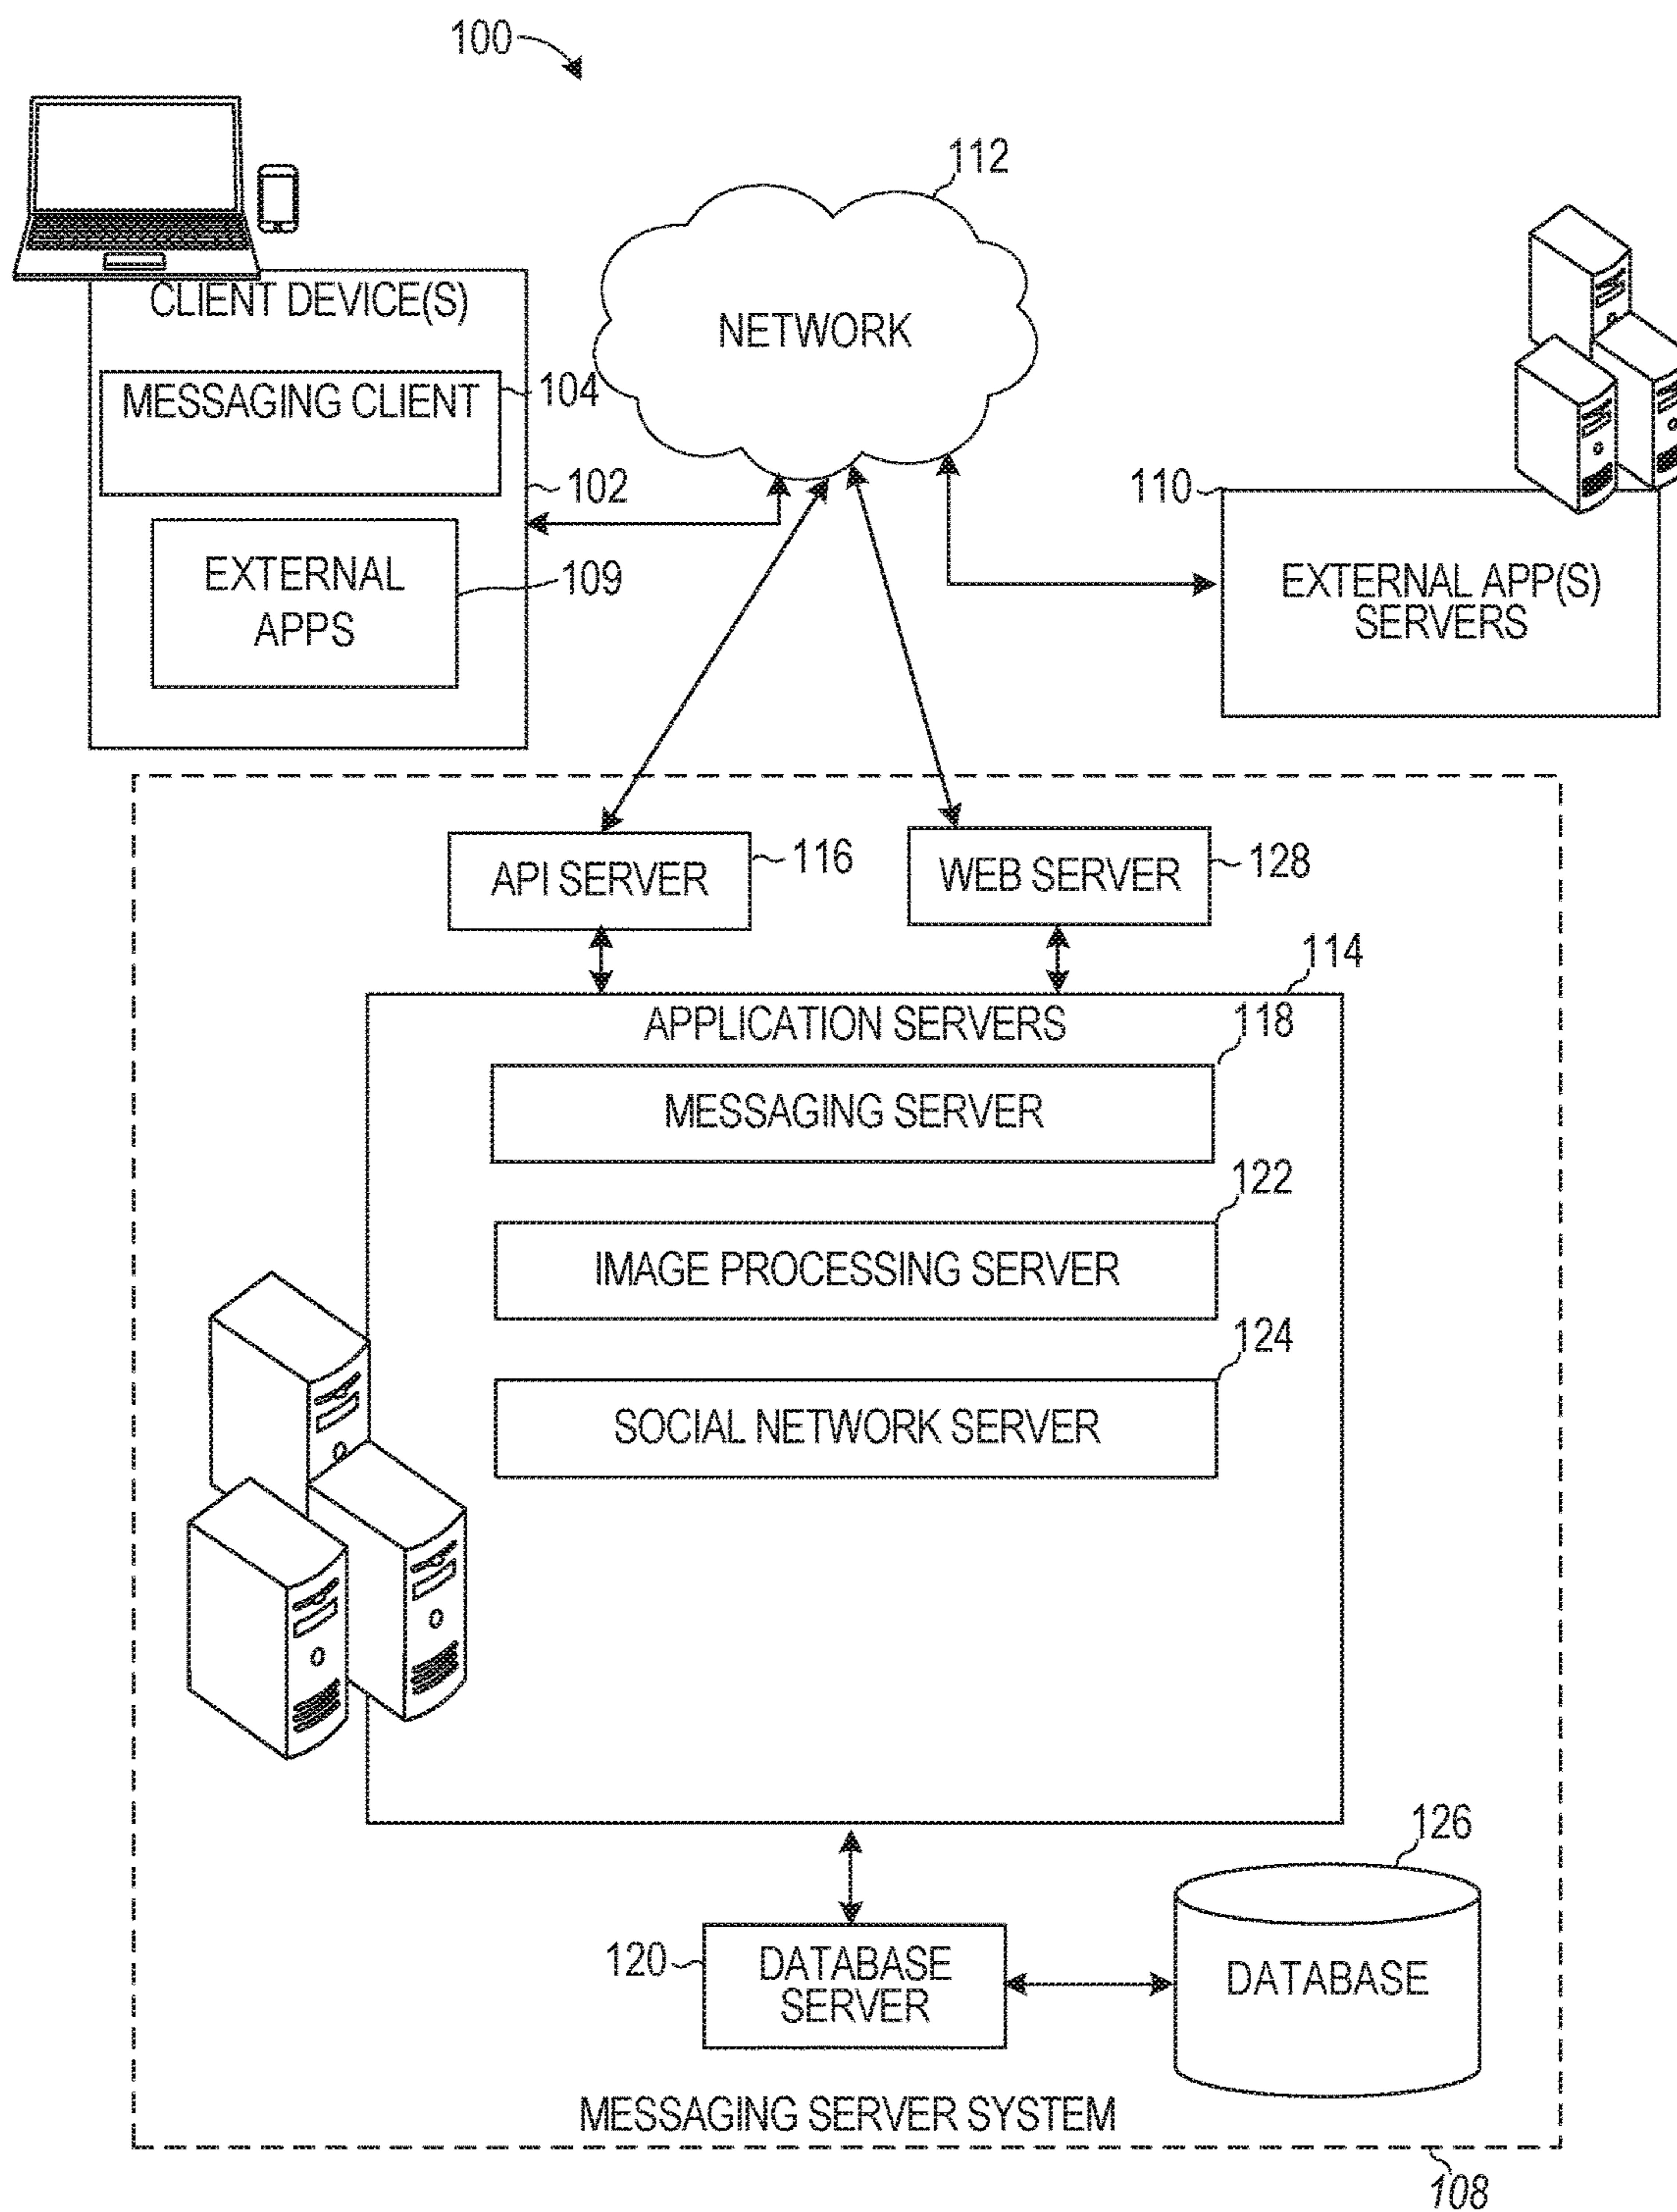 100
112
CLIENT DEVICE(S)
NETWORK
MESSAGING CLIENT
104
102
110
EXTERNAL
APPS
109
EXTERNAL APP(S)
SERVERS
API SERVER
116
WEB SERVER
128
114
APPLICATION SERVERS
118
MESSAGING SERVER
122
IMAGE PROCESSING SERVER
124
SOCIAL NETWORK SERVER
126
120
DATABASE
SERVER
DATABASE
MESSAGING SERVER SYSTEM
108